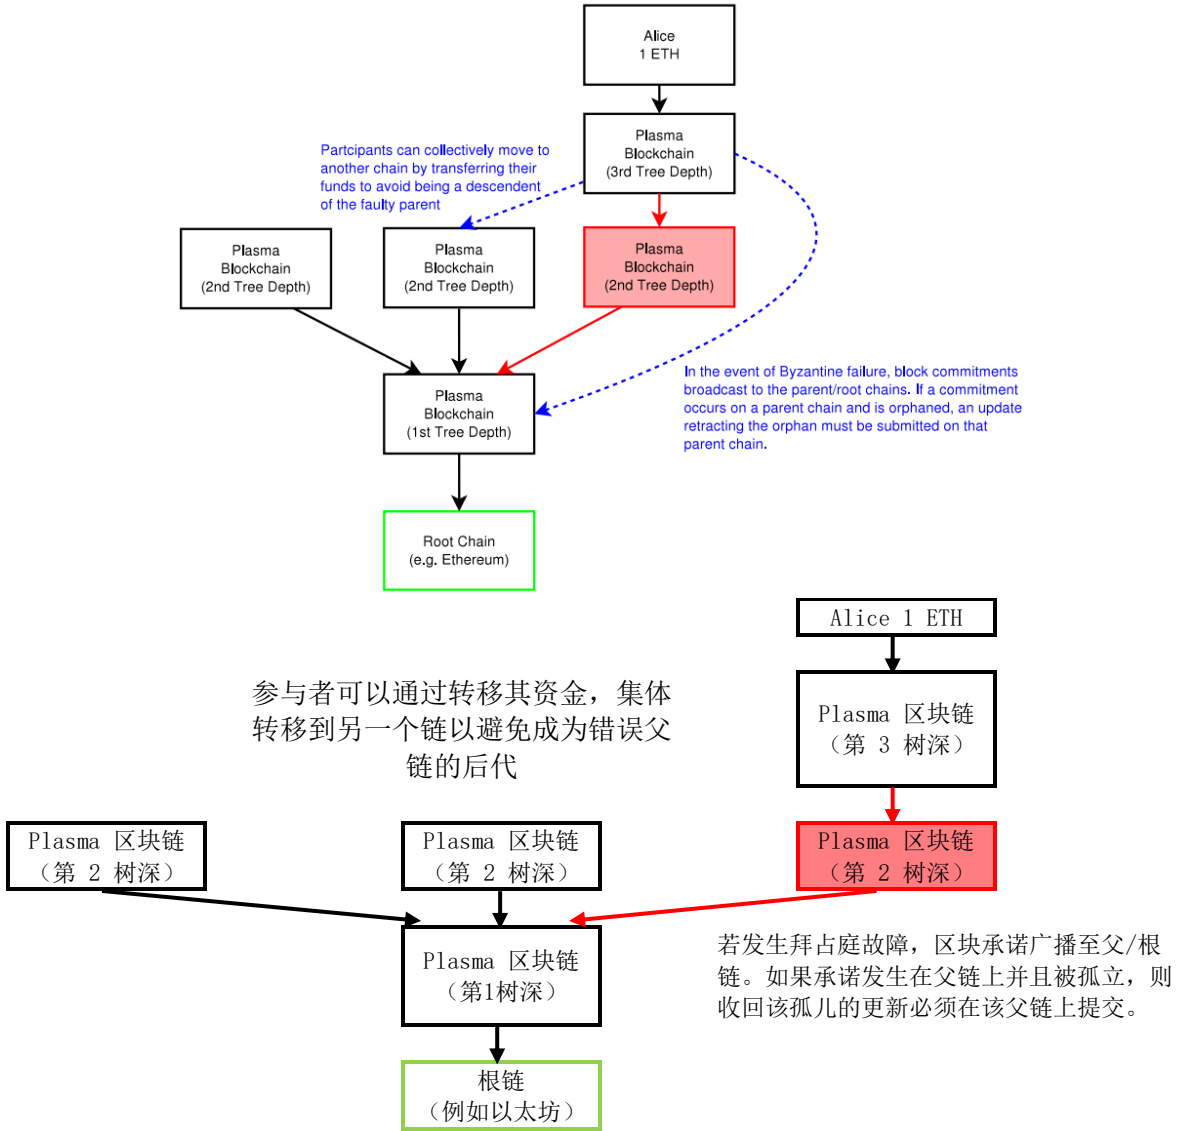 Alice
1 ETH
Plasma
Blockchain
(3rd Tree Depth)
Partcipants can collectively move to
another chain by transferring their
funds to avoid being a descendent
of the faulty parent
Plasma
Blockchain
(2nd Tree Depth)
Plasma
Blockchain
(2nd Tree Depth)
Plasma
Blockchain
(2nd Tree Depth)
In the event of Byzantine failure, block commitments
broadcast to the parent/root chains. If a commitment
occurs on a parent chain and is orphaned, an update
retracting the orphan must be submitted on that
parent chain.
Plasma
Blockchain
(1st Tree Depth)
Root Chain
(e.g. Ethereum)
Alice 1 ETH
参与者可以通过转移其资金，集体
转移到另一个链以避免成为错误父
链的后代
Plasma 区块链
（第 3 树深）
Plasma 区块链
（第 2 树深）
Plasma 区块链
（第 2 树深）
Plasma 区块链
（第 2 树深）
Plasma 区块链
（第1树深）
若发生拜占庭故障，区块承诺广播至父/根
链。如果承诺发生在父链上并且被孤立，则
收回该孤儿的更新必须在该父链上提交。
根链
（例如以太坊）